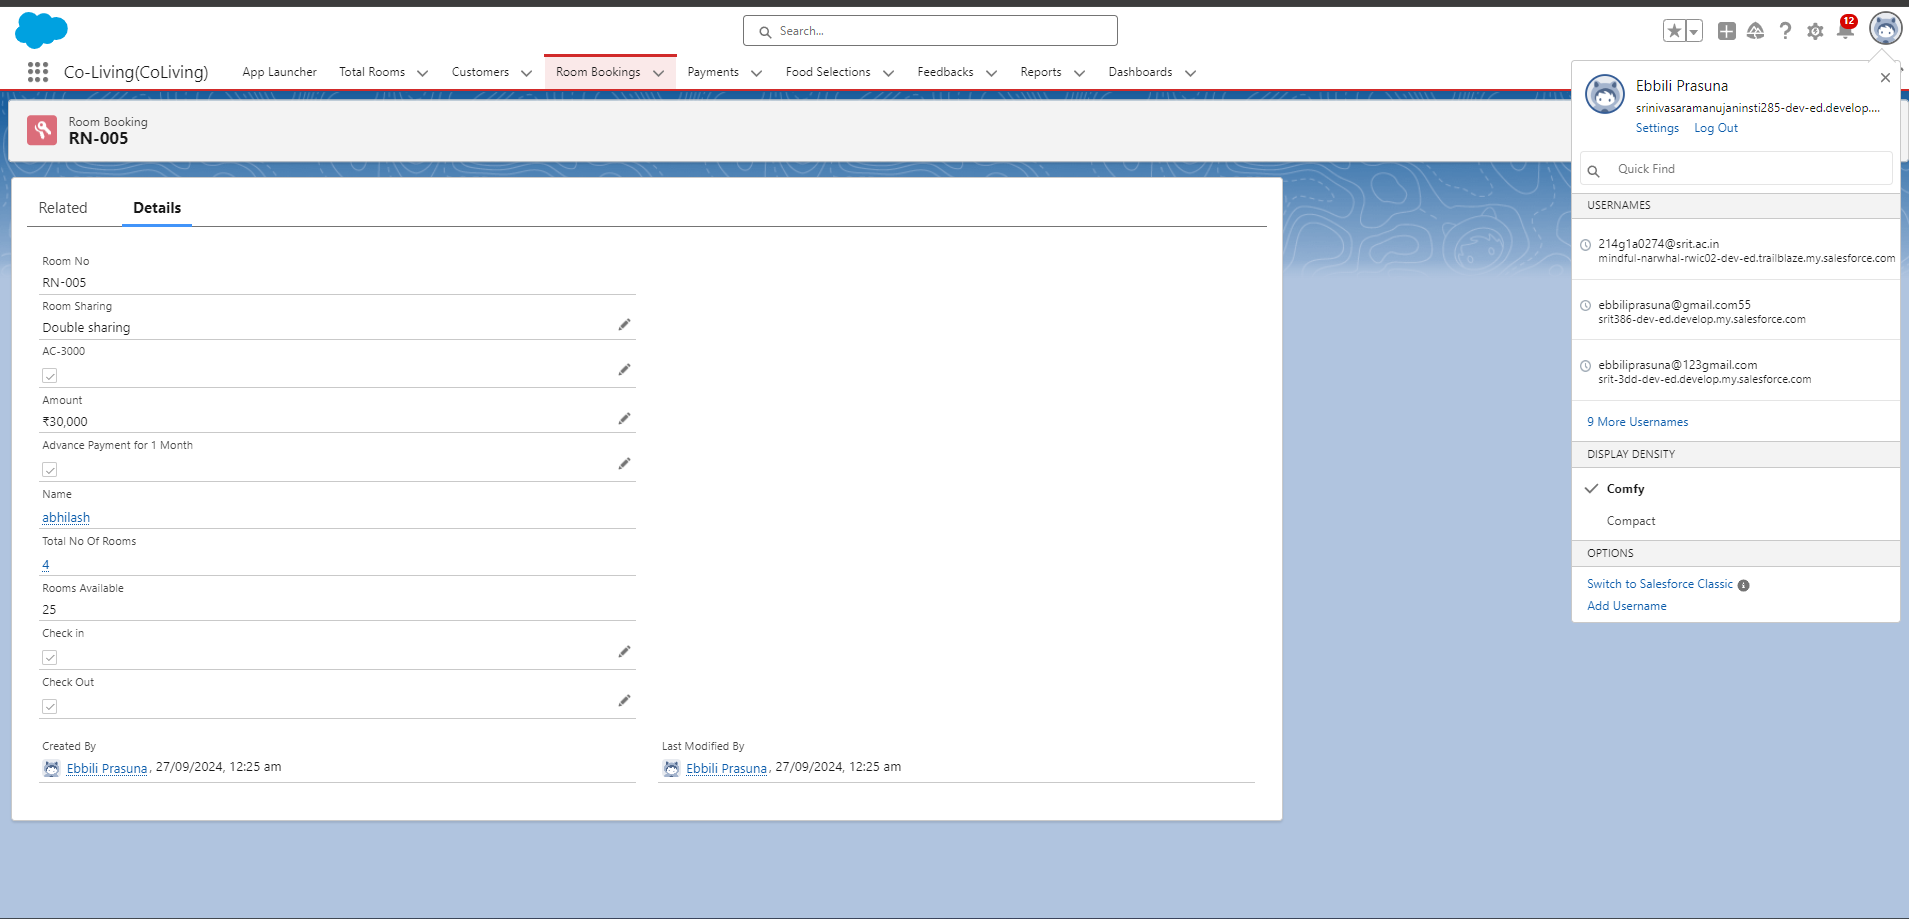 Search...
12
Co-Living(CoLiving)
App Launcher
Total Rooms
Customers
Room Bookings
Payments
Food Selections
Feedbacks
Reports
Dashboards
Room Booking
RN-005
Related
Details
Room No
RN-005
Room Sharing
Double sharing
AC-3000
Amount
₹30,000
Advance Payment for 1 Month
Name
abhilash
Total No Of Rooms
4
Rooms Available
25
Check in
Check Out
Created By
Ebbili Prasuna, 27/09/2024, 12:25 am
Last Modified By
Ebbili Prasuna, 27/09/2024, 12:25 am
Ebbili Prasuna
srinivasaramanujaninsti285-dev-ed.develop....
Settings Log Out
Quick Find
USERNAMES
214g1a0274@srit.ac.in
mindful-narwhal-rwic02-dev-ed.trailblaze.my.salesforce.com
ebbiliprasuna@gmail.com55
srit386-dev-ed.develop.my.salesforce.com
ebbiliprasuna@123gmail.com
srit-3dd-dev-ed.develop.my.salesforce.com
9 More Usernames
DISPLAY DENSITY
Comfy
Compact
OPTIONS
Switch to Salesforce Classic
Add Username